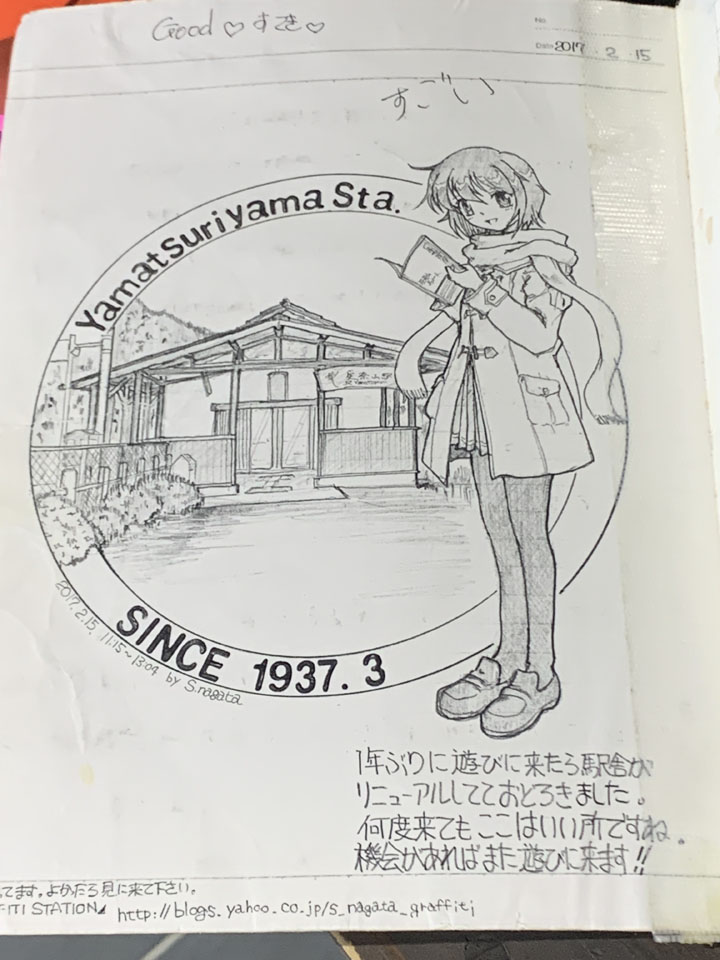 Good♡すき♡
No.
Date 2017 . 2 . 15
すごい
Yamatsuriyama Sta.
SINCE 1937. 3
2017. 2. 15. 11:15~13:04 by S.nagata
1年ぶりに遊びに来たら駅舎が
リニューアルしてておどろきました。
何度来てもここはいい所ですね。
機会があればまた遊びに来ます!!
てます。よかったら見に来て下さい。
FITI STATION♪ http://blogs.yahoo.co.jp/s_nagata_graffiti